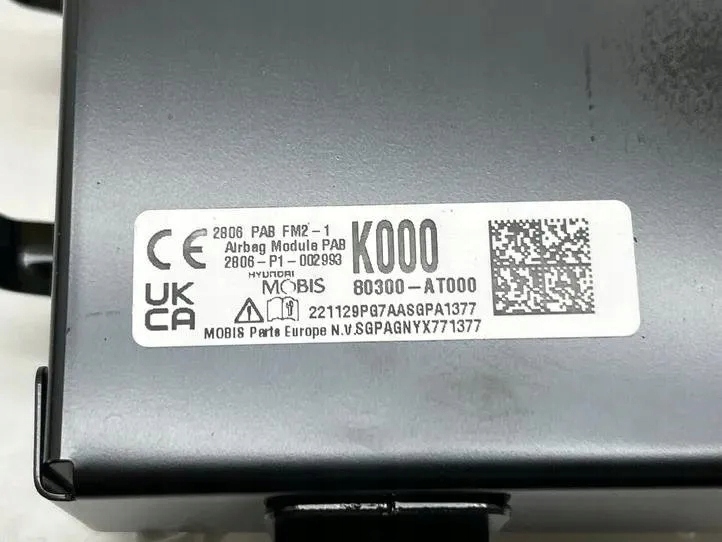 CE 2806 PAB FM2-1
Airbag Module PAB
2806-P1-002993
K000
HYUNDAI
MOBIS
80300-AT000
UK
CA
221129PG7AASGPA1377
MOBIS Parts Europe N.V.SGPAGNYX771377